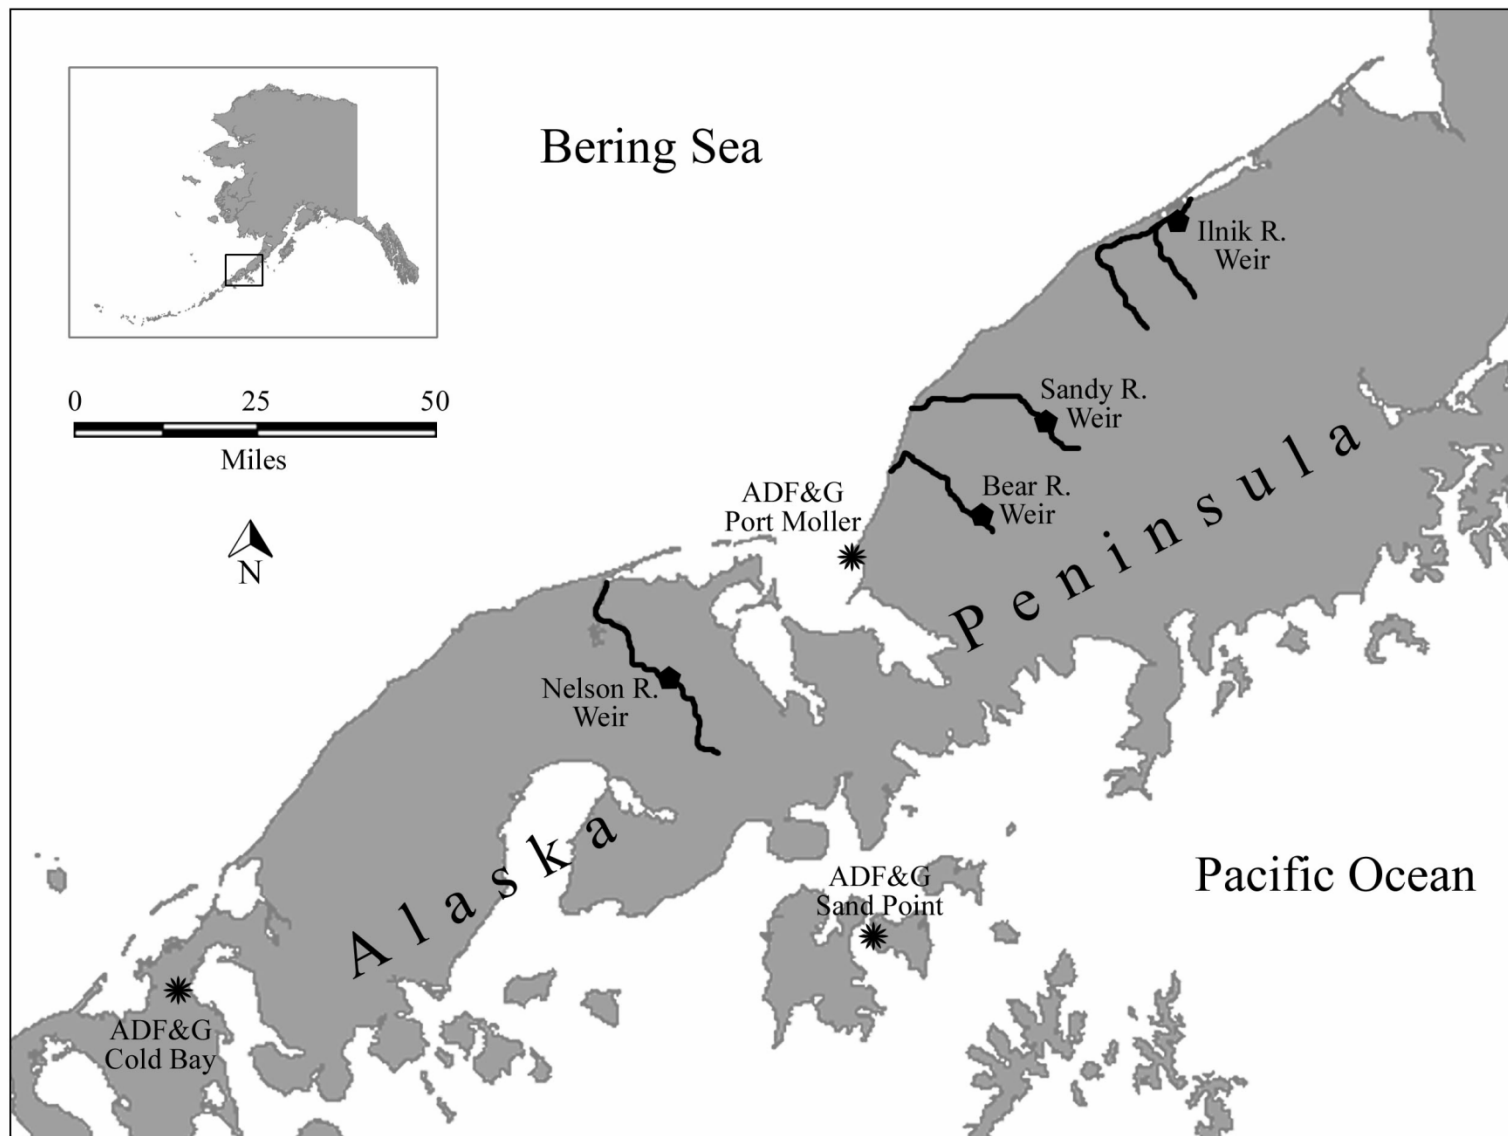 Bering Sea
Ilnik R.
Weir
0 25 50
Miles
N
Sandy R.
Weir
Bear R.
Weir
ADF&G
Port Moller
Peninsula
Nelson R.
Weir
Alaska
ADF&G
Sand Point
Pacific Ocean
ADF&G
Cold Bay